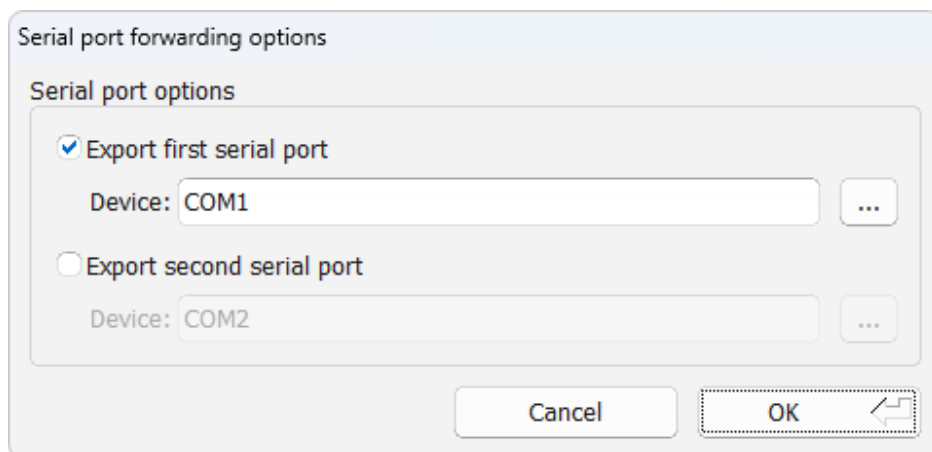 Serial port forwarding options
Serial port options
Export first serial port
Device: COM1 ...
Export second serial port
Device: COM2 ...
Cancel OK